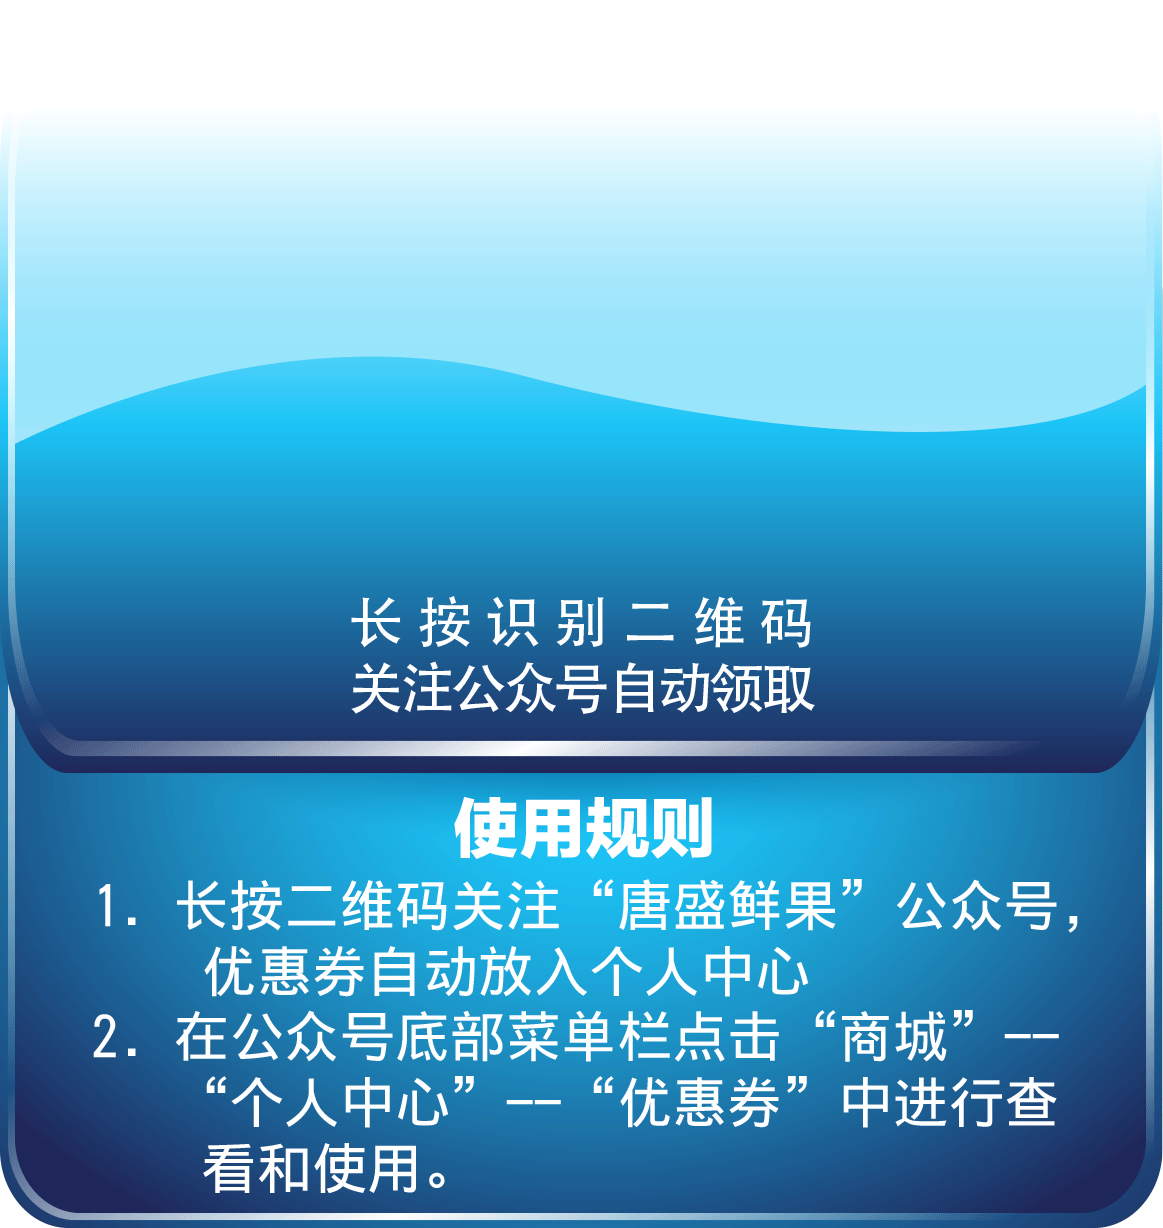 长按识别二维码
关注公众号自动领取
使用规则
1. 长按二维码关注“唐盛鲜果”公众号，
优惠券自动放入个人中心
2. 在公众号底部菜单栏点击“商城”--
“个人中心”--“优惠券”中进行查
看和使用。